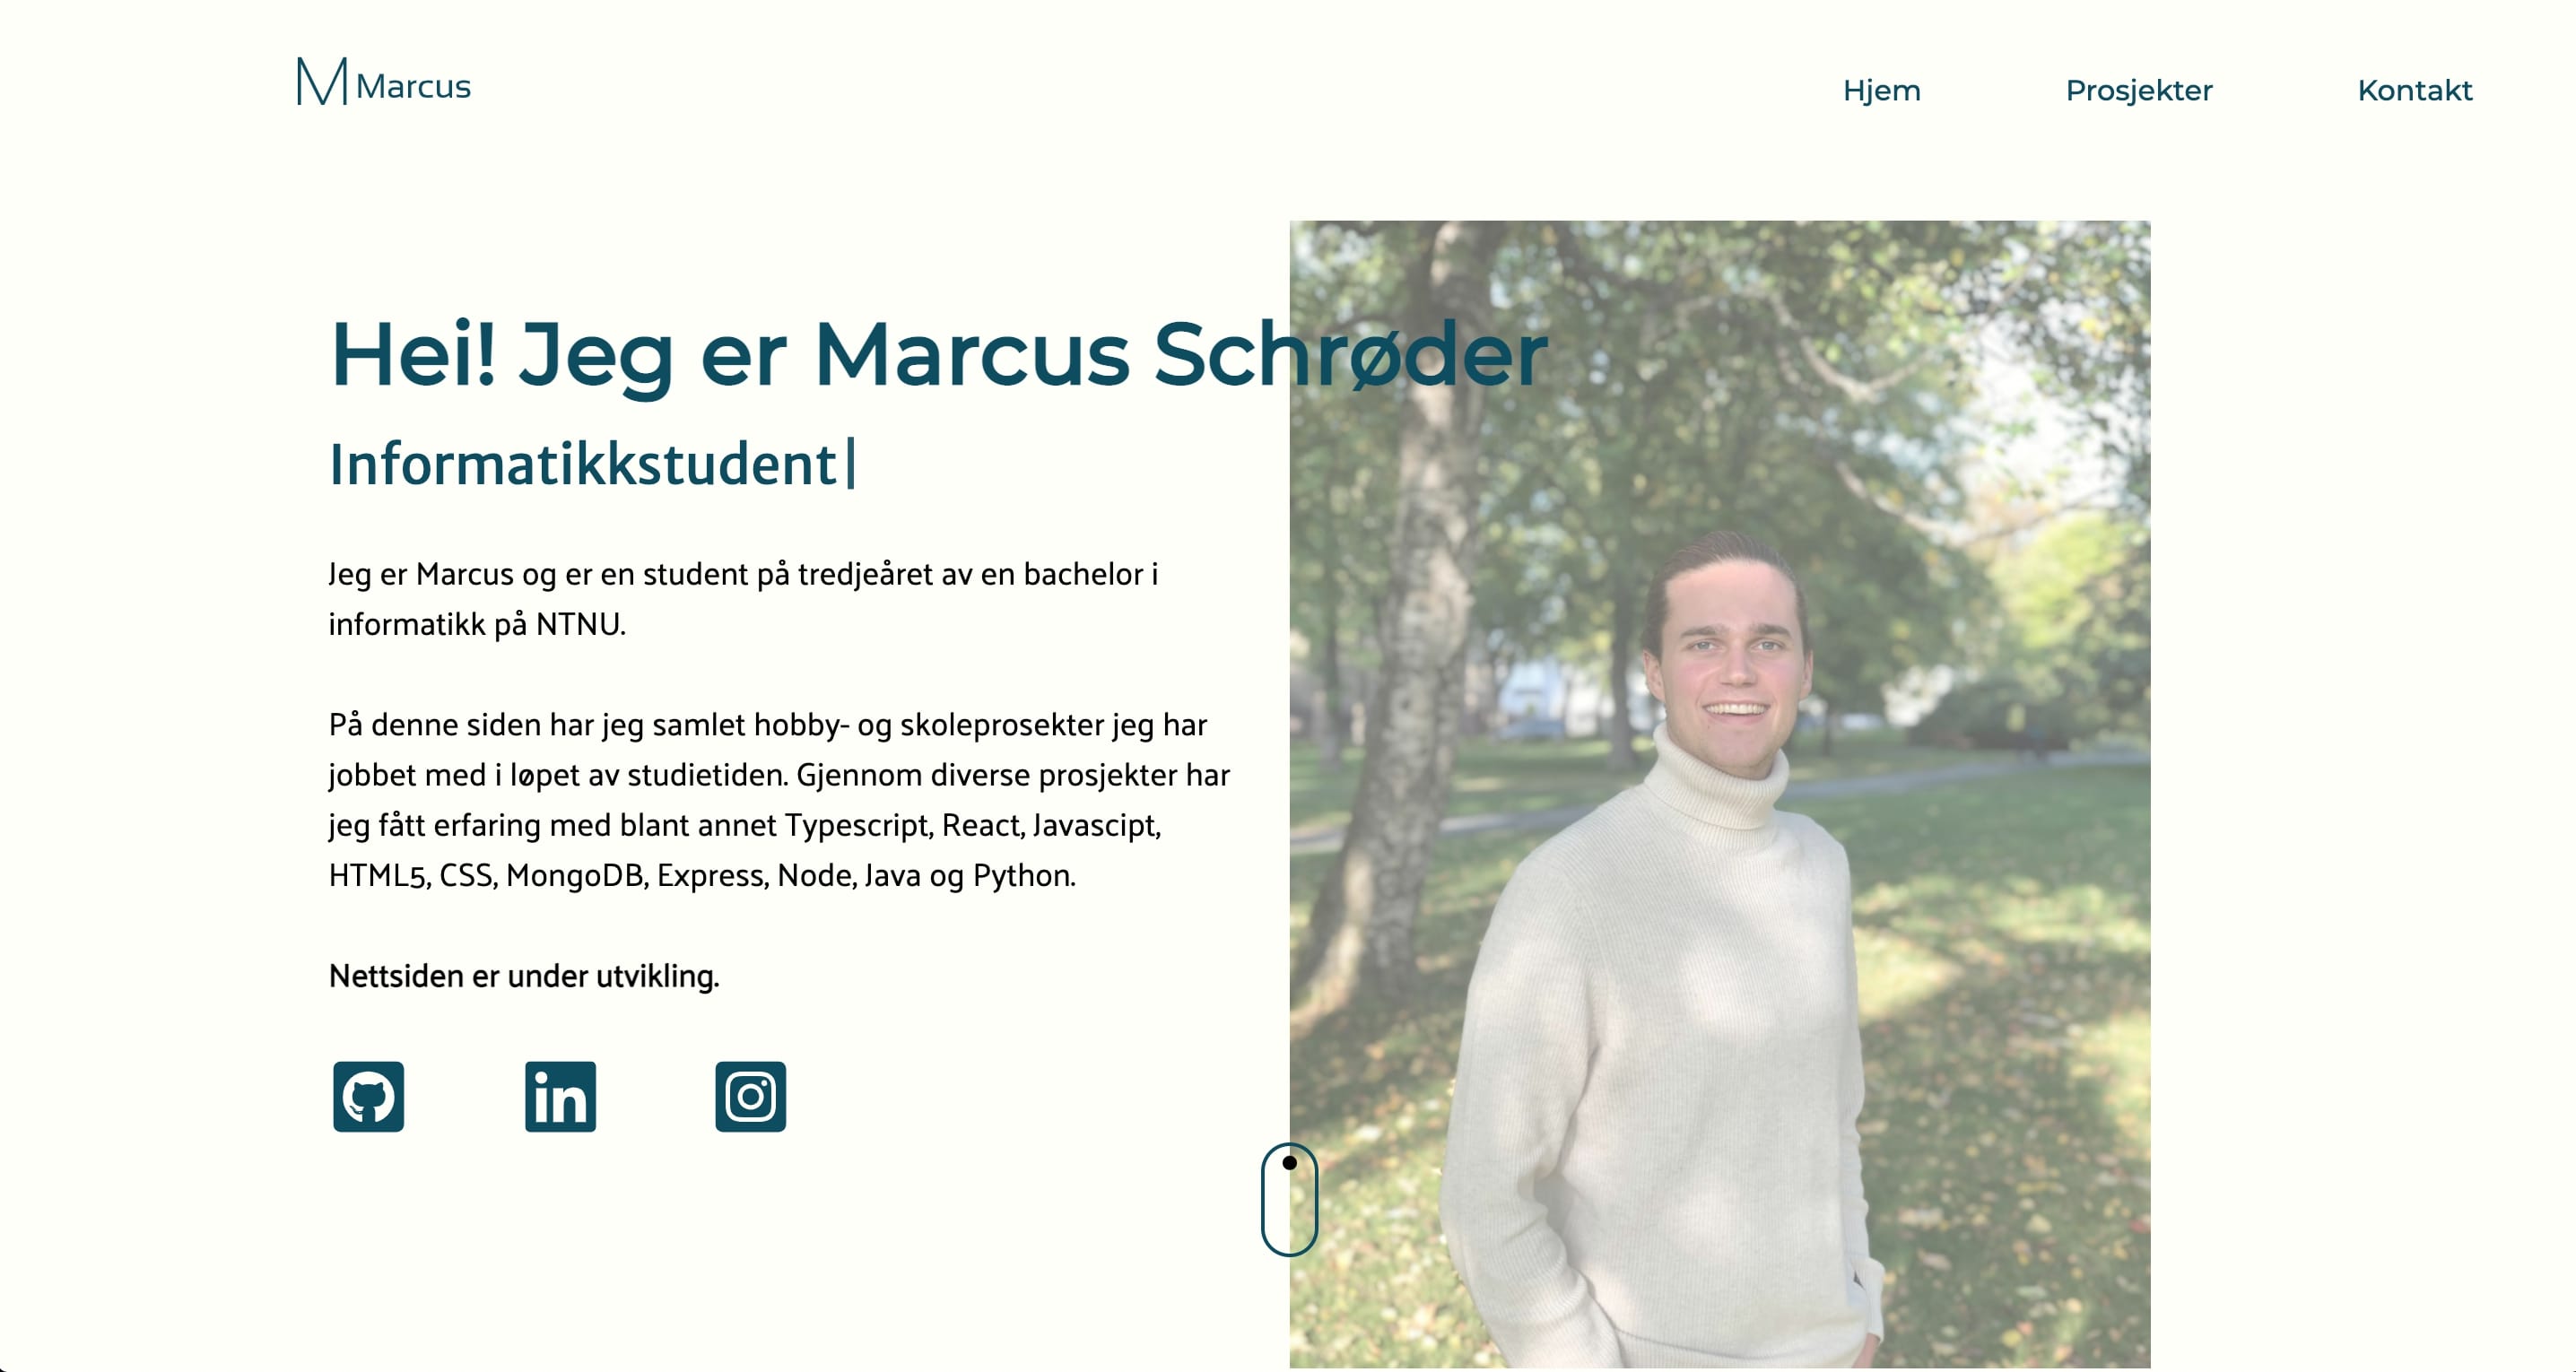 M Marcus
Hjem Prosjekter Kontakt
Hei! Jeg er Marcus Schrøder
Informatikkstudent|
Jeg er Marcus og er en student på tredjeåret av en bachelor i
informatikk på NTNU.
På denne siden har jeg samlet hobby- og skoleprosekter jeg har
jobbet med i løpet av studietiden. Gjennom diverse prosjekter har
jeg fått erfaring med blant annet Typescript, React, Javascipt,
HTML5, CSS, MongoDB, Express, Node, Java og Python.
Nettsiden er under utvikling.
in